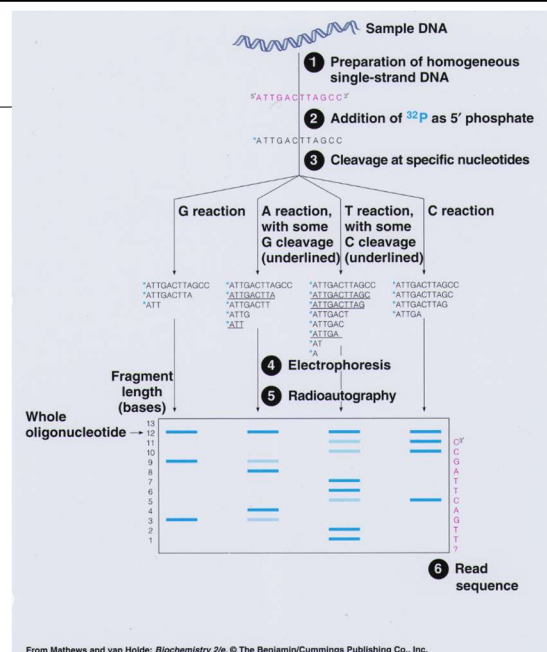 Sample DNA
1 Preparation of homogeneous
single-strand DNA
5'ATTGACTTAGCC3'
2 Addition of 32P as 5′ phosphate
*ATTGACTTAGCC
3 Cleavage at specific nucleotides
G reaction
A reaction,
with some
G cleavage
(underlined)
T reaction,
with some
C cleavage
(underlined)
C reaction
*ATTGACTTAGCC
*ATTGACTTA
*ATT
*ATTGACTTAGCC
*ATTGACTTA
*ATTGACTT
*ATTG
*ATT
*ATTGACTTAGCC
*ATTGACTTAGC
*ATTGACTTAG
*ATTGACT
*ATTGAC
*ATTGA
*AT
*A
*ATTGACTTAGCC
*ATTGACTTAGC
*ATTGACTTAG
*ATTGA
4 Electrophoresis
5 Radioautography
Fragment
length
(bases)
Whole
oligonucleotide
13
12
11
10
9
8
7
6
5
4
3
2
1
C3'
C
G
A
T
T
C
A
G
T
T
?
6 Read
sequence
From Mathews and van Holde: Biochemistry 2/e. © The Benjamin/Cummings Publishing Co., Inc.